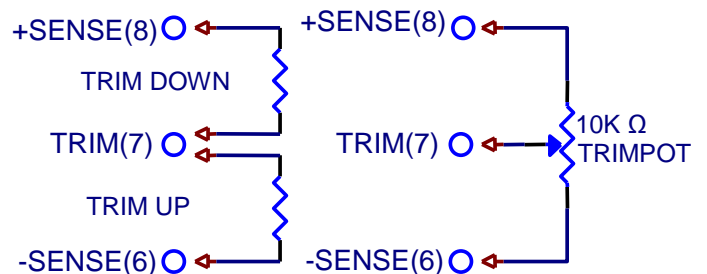 +SENSE(8)
TRIM DOWN
TRIM(7)
TRIM UP
-SENSE(6)
+SENSE(8)
TRIM(7)
10K Ω
TRIMPOT
-SENSE(6)